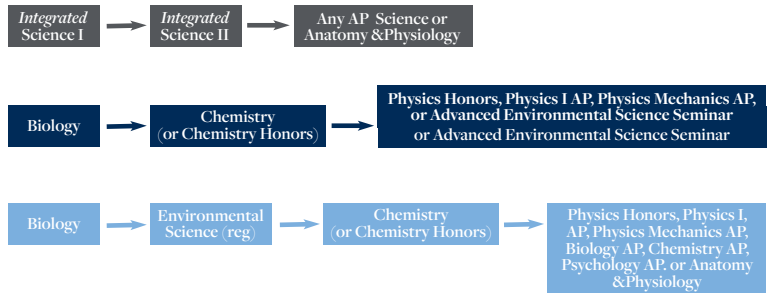 Integrated
Science I
Integrated
Science II
Any AP Science or
Anatomy &Physiology
Biology
Chemistry
(or Chemistry Honors)
Physics Honors, Physics I AP, Physics Mechanics AP,
or Advanced Environmental Science Seminar
or Advanced Environmental Science Seminar
Biology
Environmental
Science (reg)
Chemistry
(or Chemistry Honors)
Physics Honors, Physics I,
AP, Physics Mechanics AP,
Biology AP, Chemistry AP,
Psychology AP. or Anatomy
&Physiology